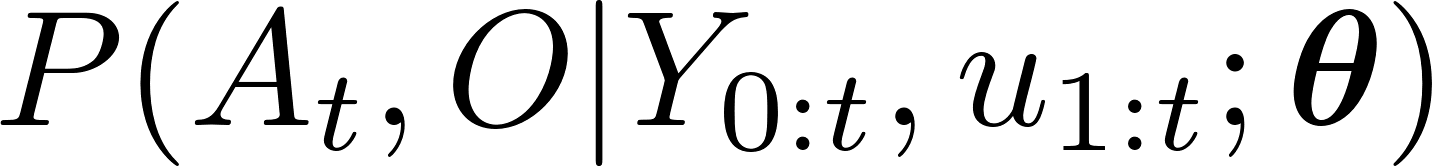 P(A_t, O|Y_{0:t}, u_{1:t}; θ)